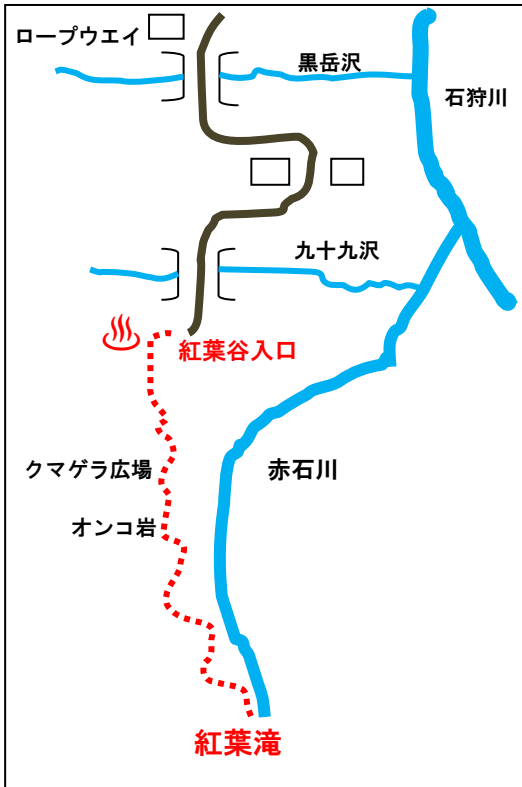 ロープウエイ
黒岳沢
石狩川
九十九沢
紅葉谷入口
クマゲラ広場
赤石川
オンコ岩
紅葉滝